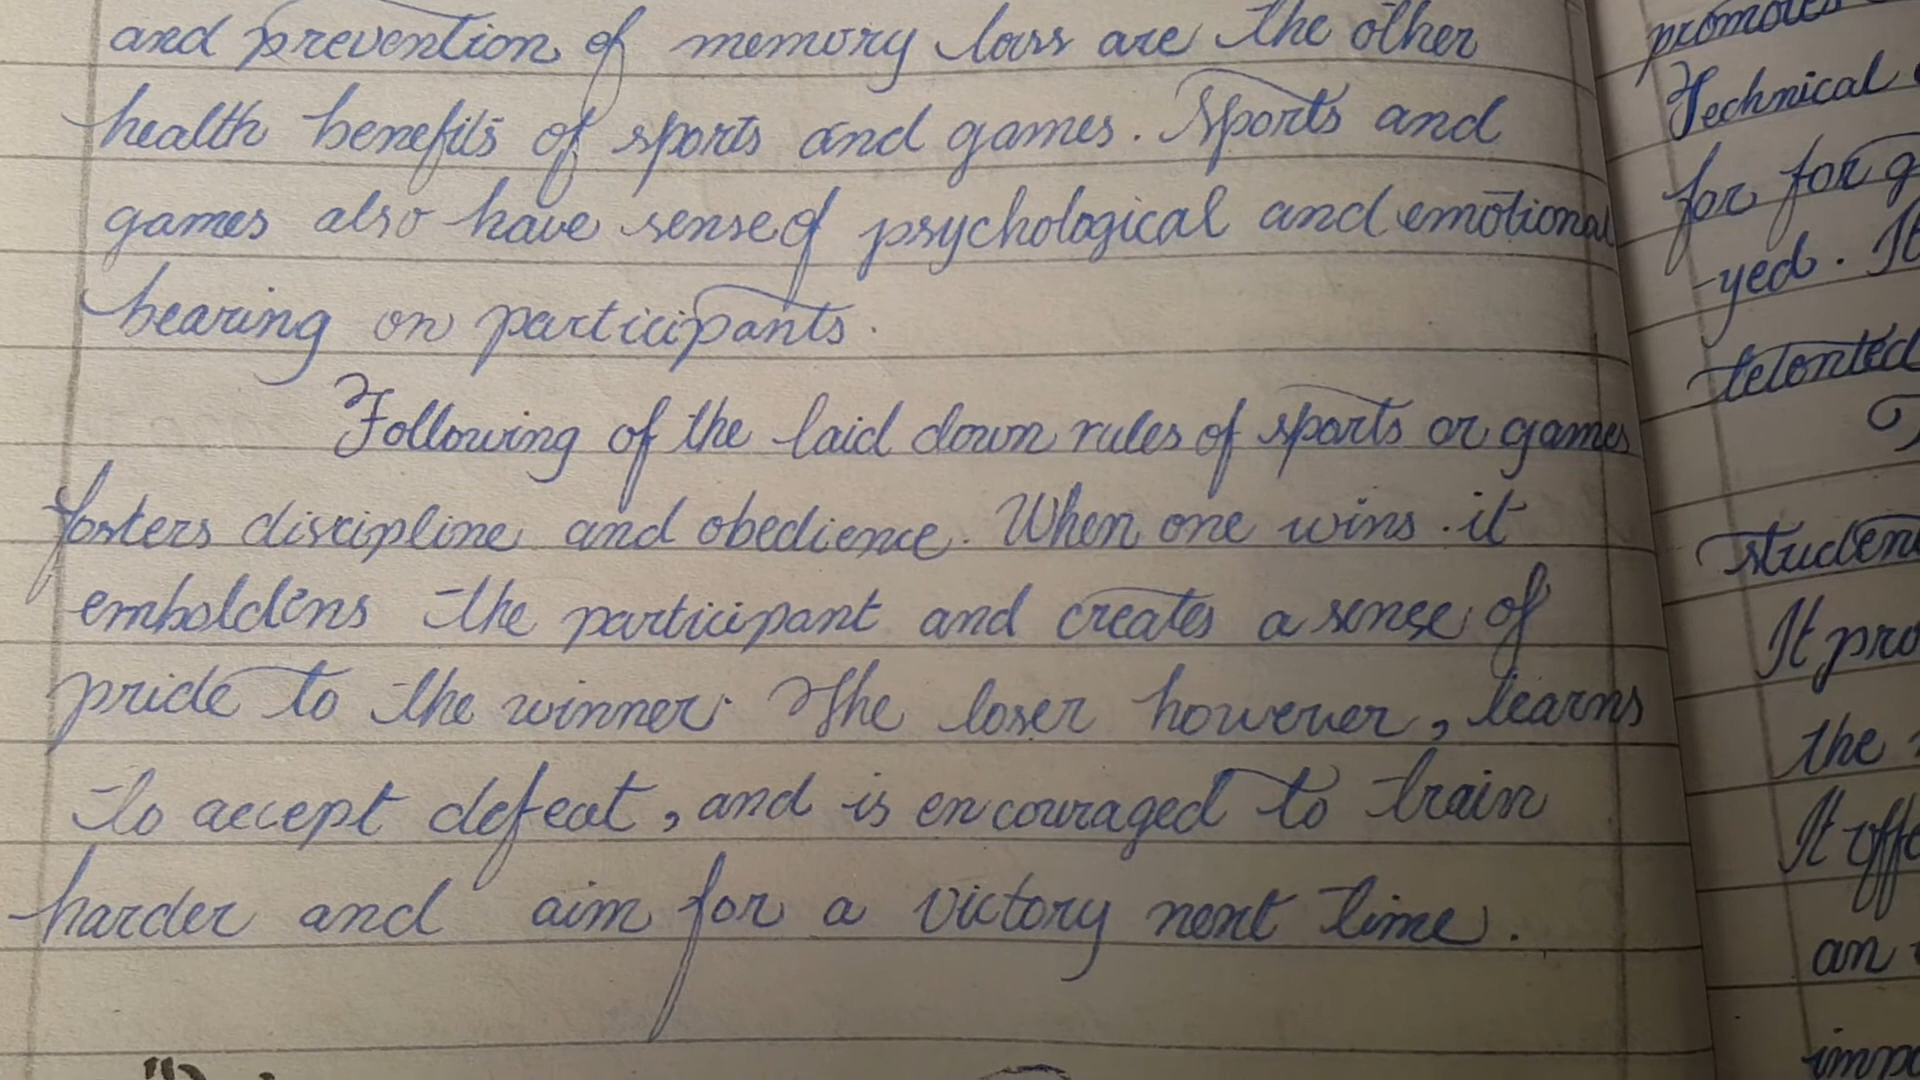 and prevention of memory loss are the other
health benefits of sports and games. Sports and
games also have sense of psychological and emotional
bearing on participants.
Following of the laid down rules of sports or games
fosters discipline and obedience. When one wins . it
emboldens the participant and creates a sense of
pride to the winner. The loser however, learns
to accept defeat, and is encouraged to train
harder and aim for a victory next time.
Technical
for for g
-yed. It
student
It pro
the
It offe
an
impo